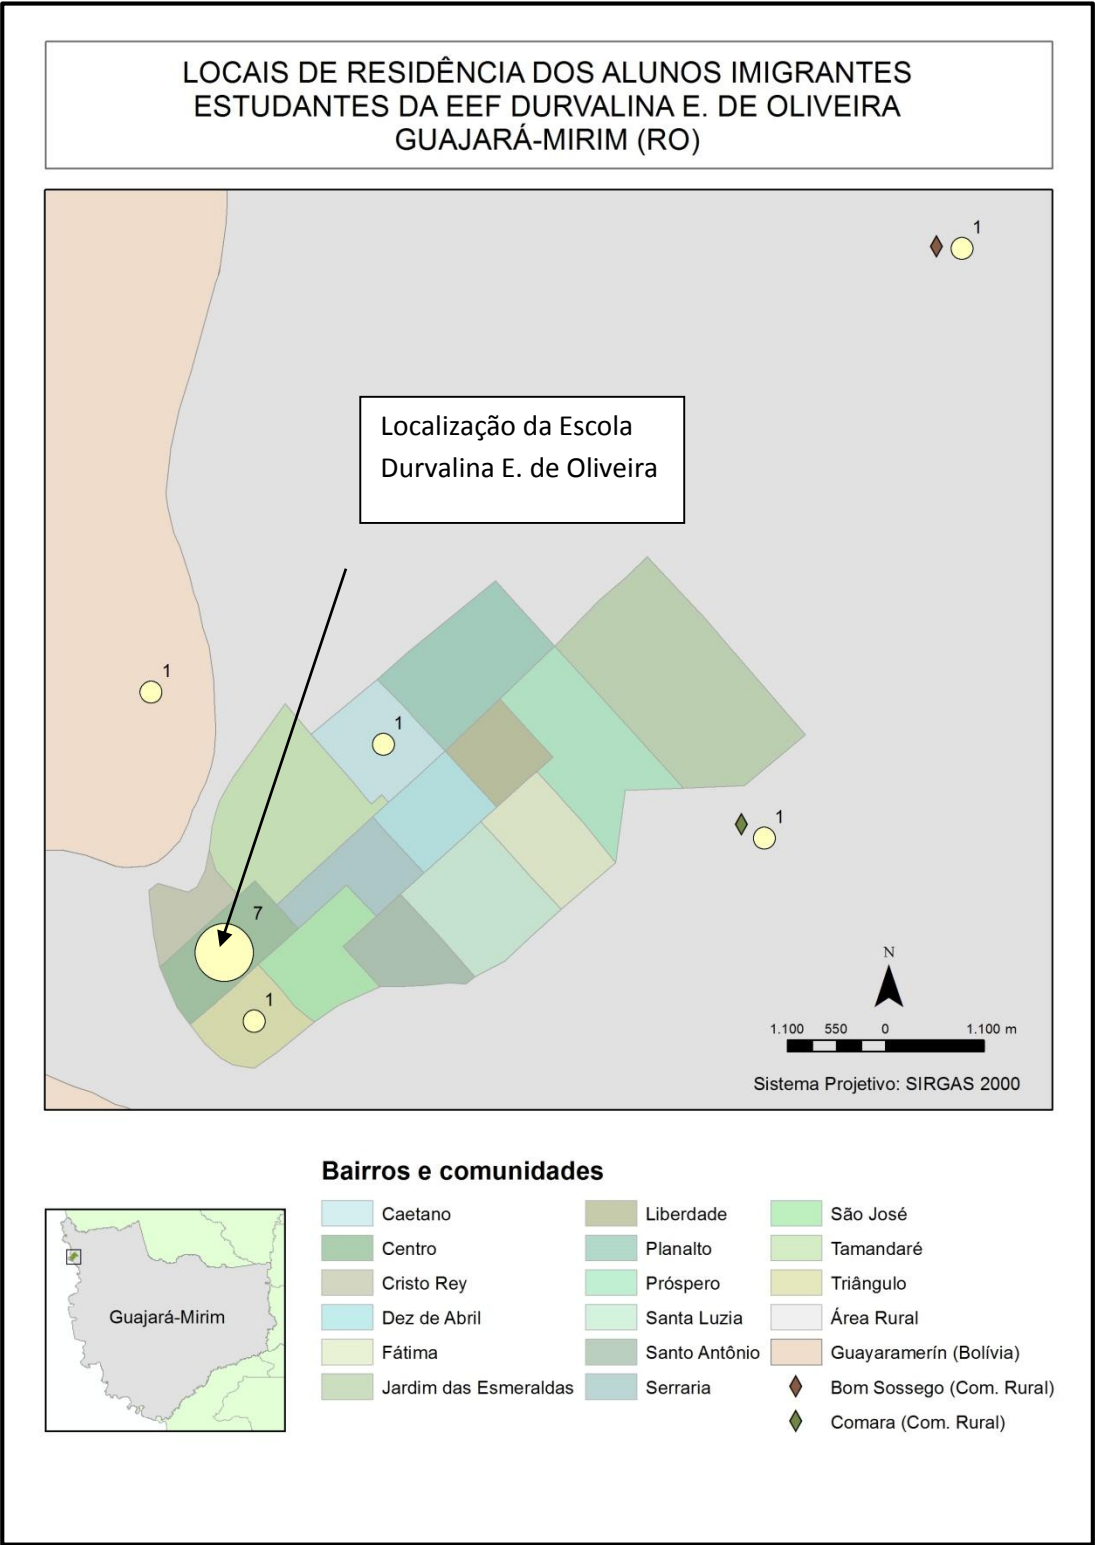 LOCAIS DE RESIDÊNCIA DOS ALUNOS IMIGRANTES
ESTUDANTES DA EEF DURVALINA E. DE OLIVEIRA
GUAJARÁ-MIRIM (RO)
1
Localização da Escola
Durvalina E. de Oliveira
1
1
1
7
1
N
1.100 550 0 1.100 m
Sistema Projetivo: SIRGAS 2000
Bairros e comunidades
Caetano
Centro
Cristo Rey
Dez de Abril
Fátima
Jardim das Esmeraldas
Liberdade
Planalto
Próspero
Santa Luzia
Santo Antônio
Serraria
São José
Tamandaré
Triângulo
Área Rural
Guayaramerín (Bolívia)
Bom Sossego (Com. Rural)
Comara (Com. Rural)
Guajará-Mirim